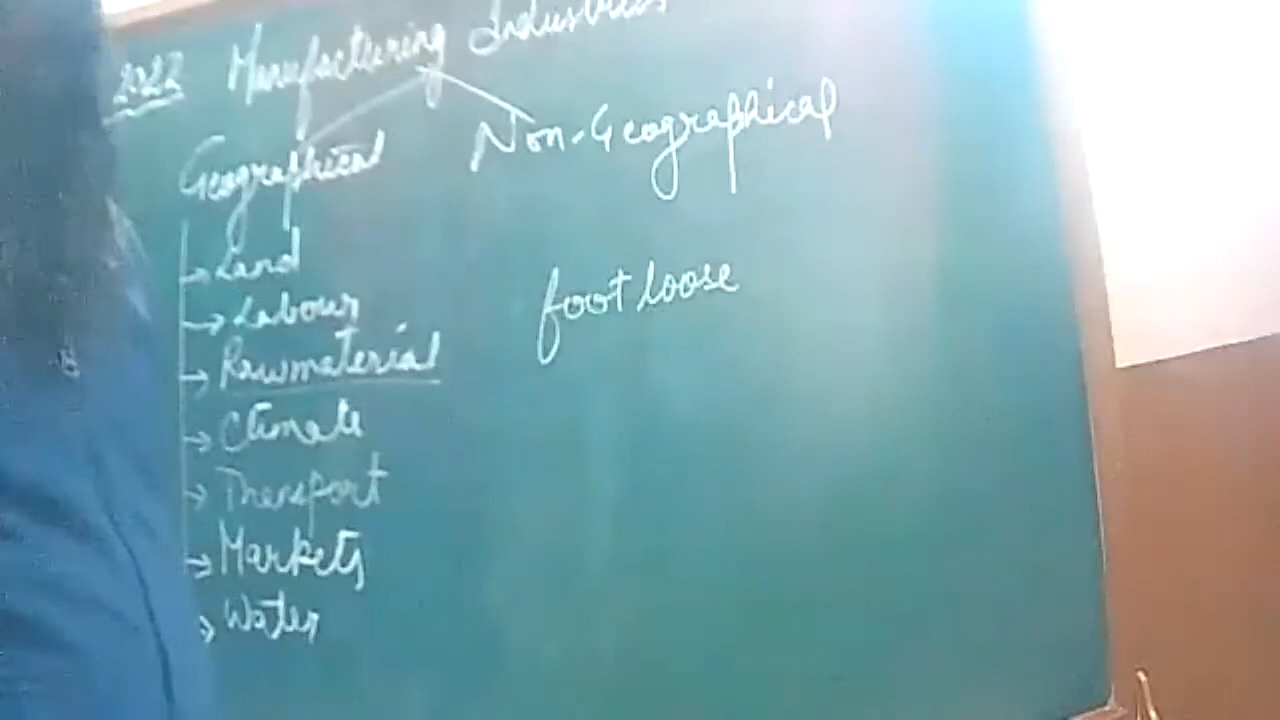 2022 Manufacturing Industries
Geographical Non-Geographical
→ Land
→ Labour
→ Rawmaterial
→ Climate
→ Transport
→ Markets
→ Water
foot loose